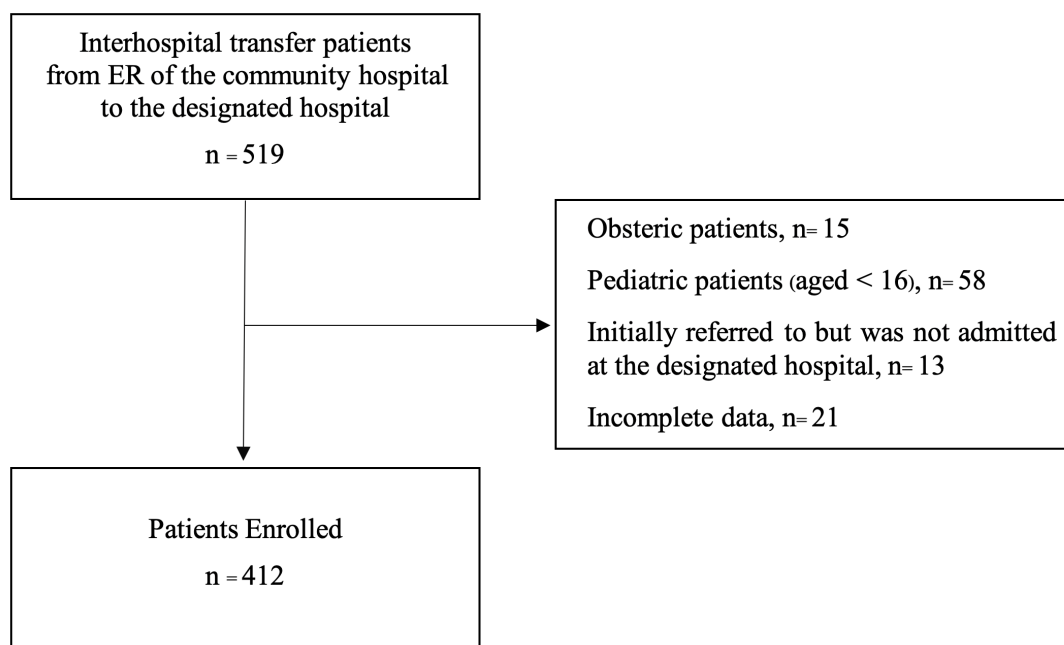 Interhospital transfer patients
from ER of the community hospital
to the designated hospital
n = 519
Obsteric patients, n= 15
Pediatric patients (aged < 16), n= 58
Initially referred to but was not admitted
at the designated hospital, n= 13
Incomplete data, n= 21
Patients Enrolled
n = 412